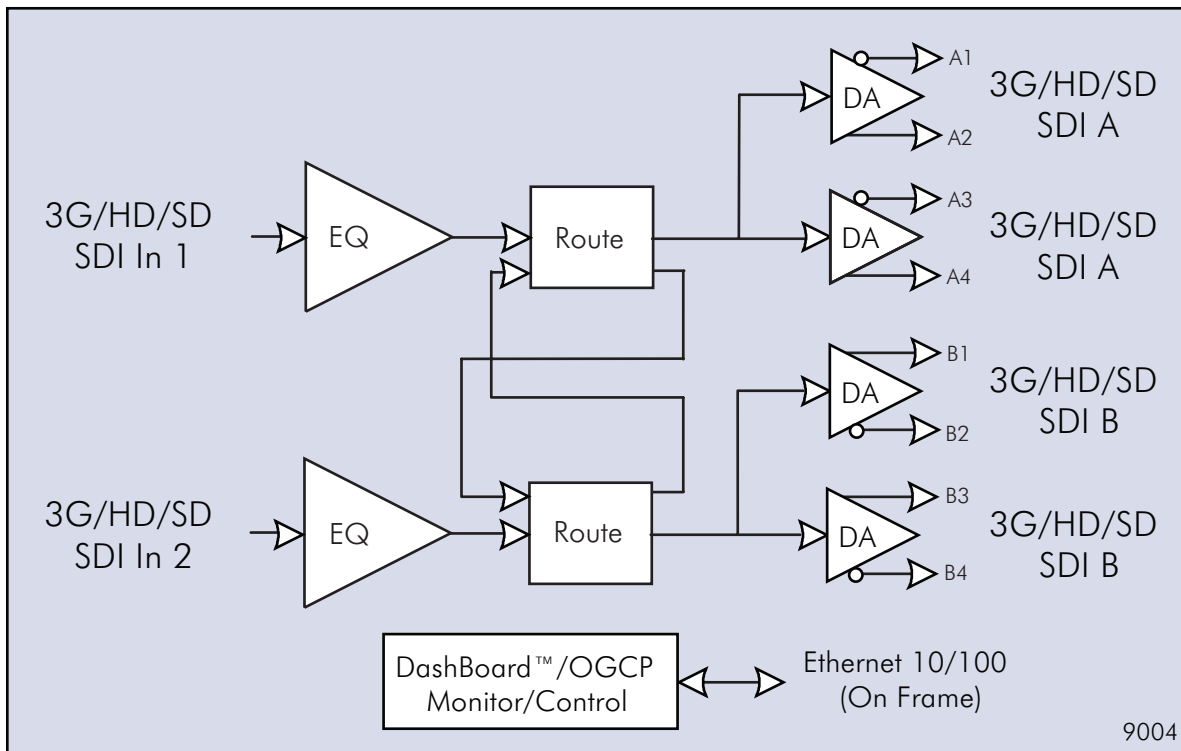 3G/HD/SD
SDI In 1
EQ
Route
DA
A1
A2
3G/HD/SD
SDI A
DA
A3
A4
3G/HD/SD
SDI A
DA
B1
B2
3G/HD/SD
SDI B
3G/HD/SD
SDI In 2
EQ
Route
DA
B3
B4
3G/HD/SD
SDI B
DashBoard™/OGCP
Monitor/Control
Ethernet 10/100
(On Frame)
9004